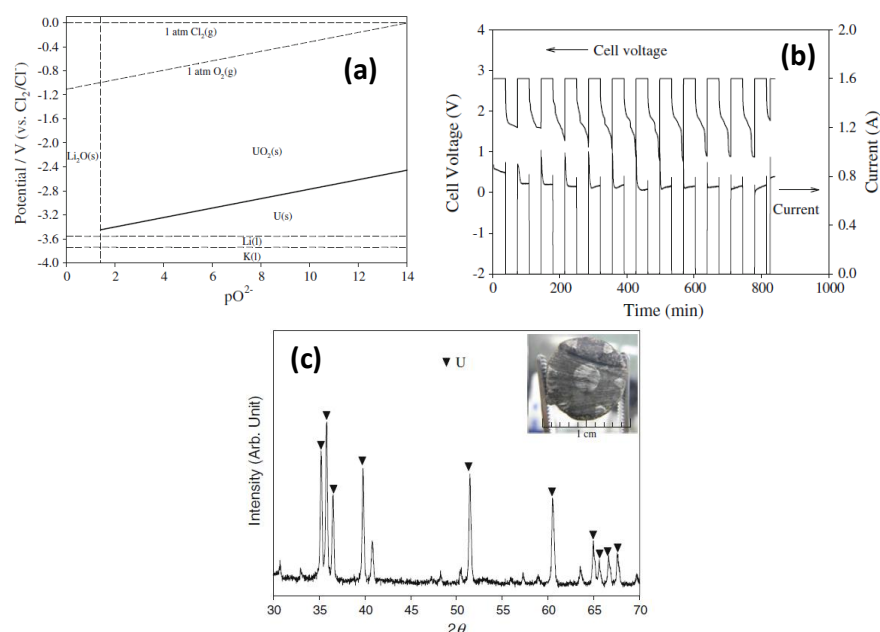 (a)
1 atm Cl₂(g)
1 atm O₂(g)
Li₂O(s)
UO₂(s)
U(s)
Li(l)
K(l)
0.0
-0.4
-0.8
-1.2
-1.6
-2.0
-2.4
-2.8
-3.2
-3.6
-4.0
Potential / V (vs. Cl₂/Cl⁻)
0 2 4 6 8 10 12 14
pO²⁻
(b)
Cell voltage
Current
4
3
2
1
0
-1
-2
Cell Voltage (V)
2.0
1.6
1.2
0.8
0.4
0.0
Current (A)
0 200 400 600 800 1000
Time (min)
(c)
▼ U
1 cm
Intensity (Arb. Unit)
30 35 40 45 50 55 60 65 70
2θ